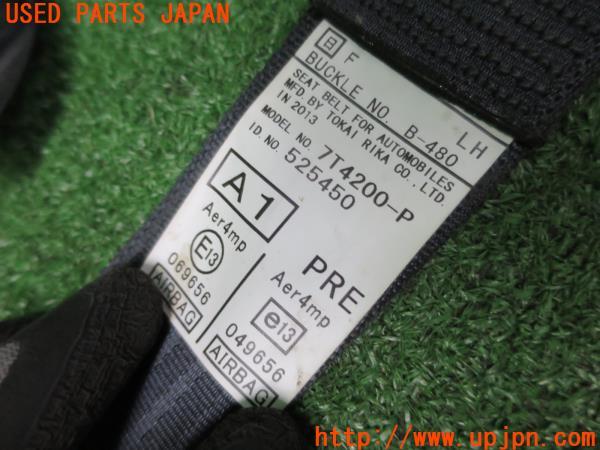 USED PARTS JAPAN
日 F LH
BUCKLE NO. B-480
SEAT BELT FOR AUTOMOBILES
MFD. BY TOKAI RIKA CO., LTD.
IN 2013
MODEL NO. 7T4200-P
ID.NO. 525450
A1
PRE
Aer4mp
E13
069656
AIRBAG
Aer4mp
e13
049656
AIRBAG
http://www.upjpn.com